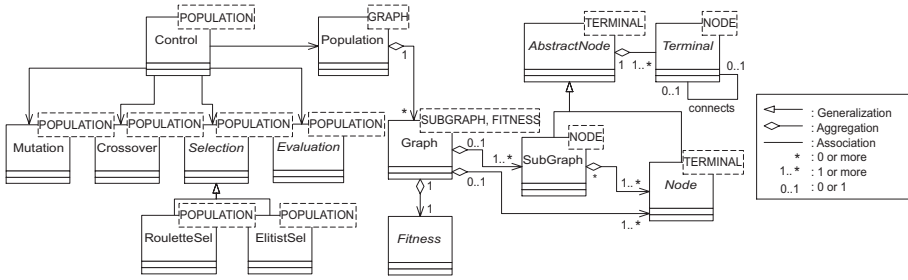 POPULATION
Control
GRAPH
Population
1
*
TERMINAL
AbstractNode
1
1..*
NODE
Terminal
0..1
0..1
connects
POPULATION
Mutation
POPULATION
Crossover
POPULATION
Selection
POPULATION
Evaluation
SUBGRAPH, FITNESS
Graph
0..1
0..1
1..*
NODE
SubGraph
*
1..*
TERMINAL
Node
1..*
POPULATION
RouletteSel
POPULATION
ElitistSel
1
1
Fitness
: Generalization
: Aggregation
: Association
* : 0 or more
1..* : 1 or more
0..1 : 0 or 1